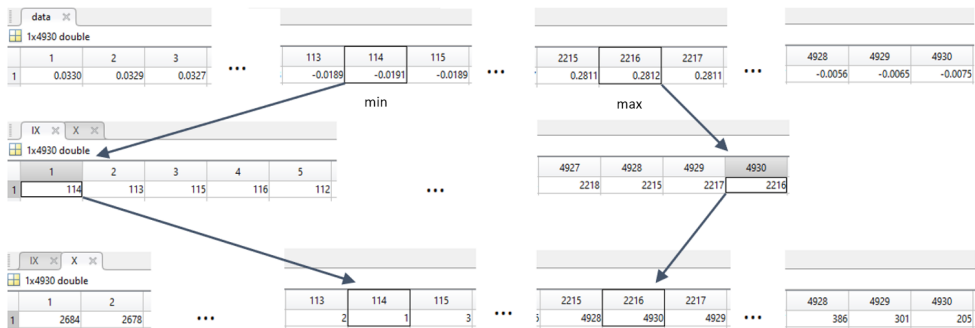 data
1x4930 double
1 2 3 113 114 115 2215 2216 2217 4928 4929 4930
1 0.0330 0.0329 0.0327 ... -0.0189 -0.0191 -0.0189 ... 0.2811 0.2812 0.2811 ... -0.0056 -0.0065 -0.0075
min max
IX X
1x4930 double
1 2 3 4 5 4927 4928 4929 4930
1 114 113 115 116 112 ... 2218 2215 2217 2216
IX X
1x4930 double
1 2 113 114 115 2215 2216 2217 4928 4929 4930
1 2684 2678 ... 2 1 3 ... 4928 4930 4929 ... 386 301 205